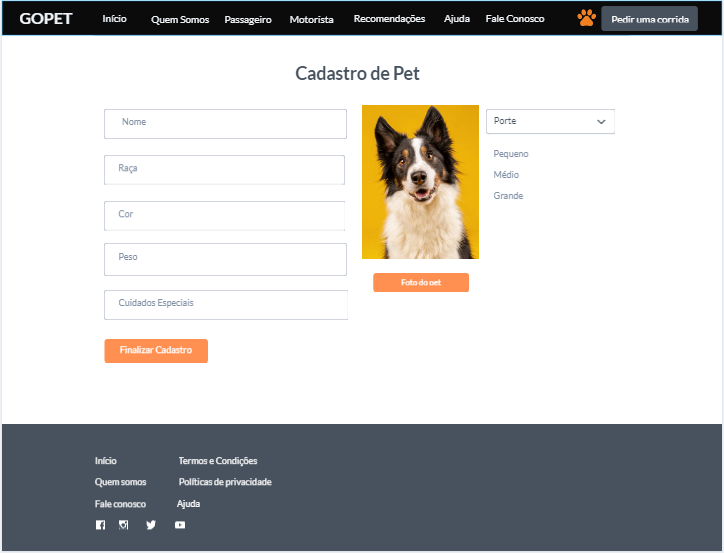 GOPET Início Quem Somos Passageiro Motorista Recomendações Ajuda Fale Conosco Pedir uma corrida
Cadastro de Pet
Nome
Raça
Cor
Peso
Cuidados Especiais
Finalizar Cadastro
Foto do pet
Porte
Pequeno
Médio
Grande
Início Termos e Condições
Quem somos Políticas de privacidade
Fale conosco Ajuda